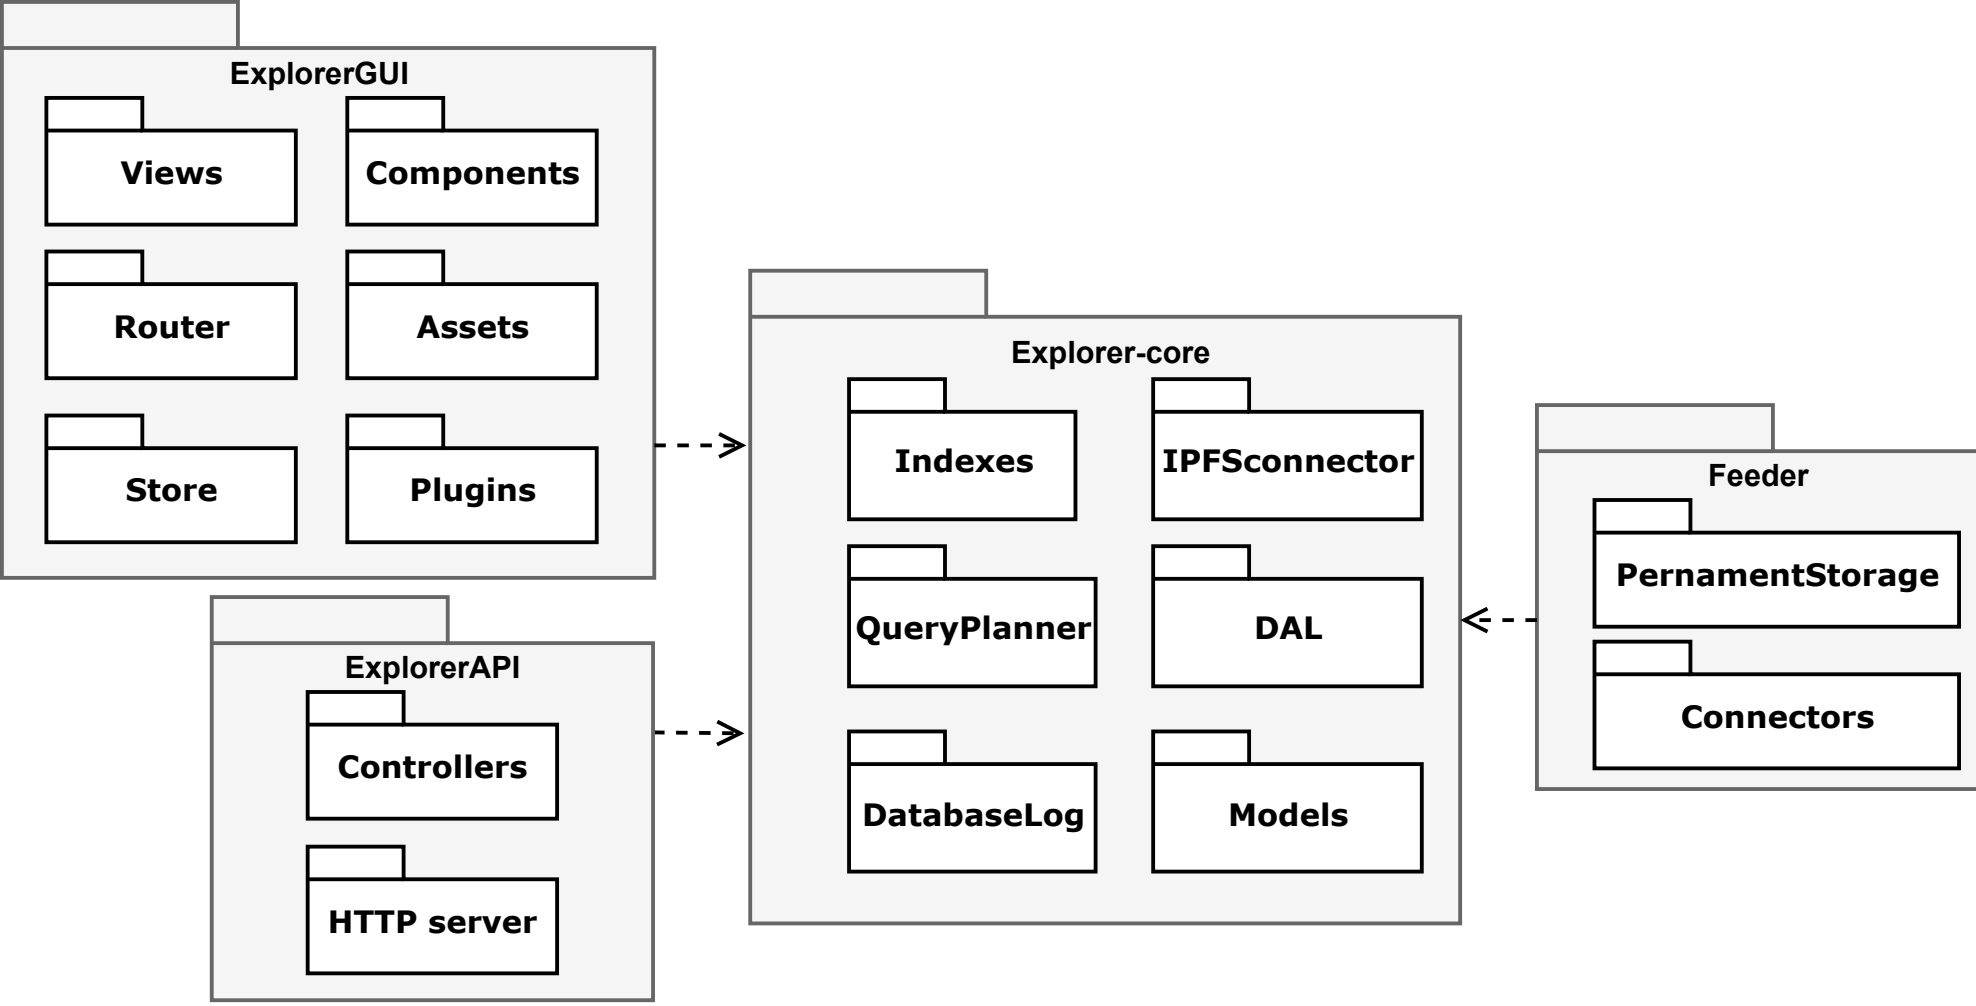 ExplorerGUI
Views
Components
Router
Assets
Store
Plugins
ExplorerAPI
Controllers
HTTP server
Explorer-core
Indexes
IPFSconnector
QueryPlanner
DAL
DatabaseLog
Models
Feeder
PernamentStorage
Connectors